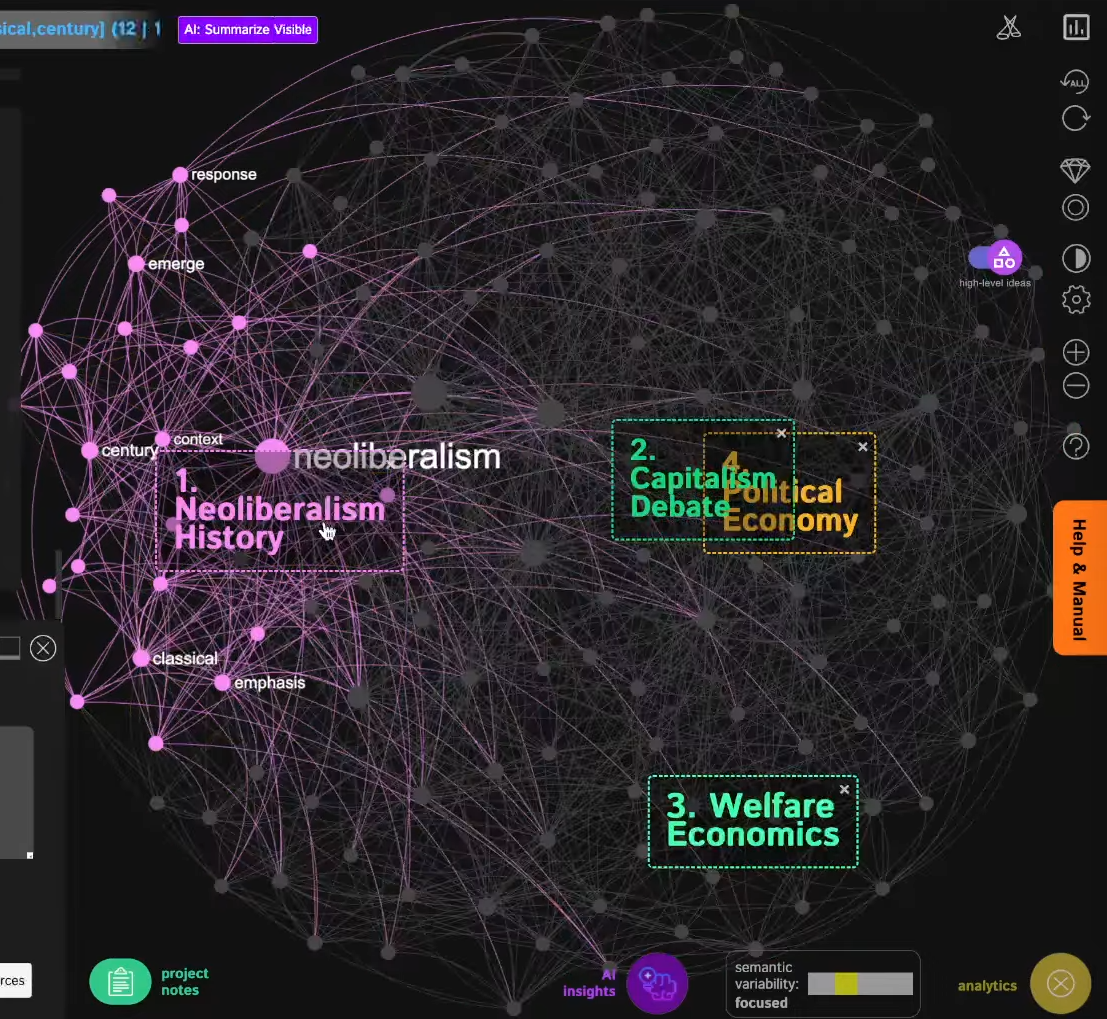 sical,century] (12 | 1
AI: Summarize Visible
ALL
response
emerge
high-level ideas
context
century
neoliberalism
1.
Neoliberalism
History
2.
Capitalism
Debate
4.
Political
Economy
Help & Manual
classical
emphasis
3. Welfare
Economics
rces
project
notes
AI
insights
semantic
variability:
focused
analytics